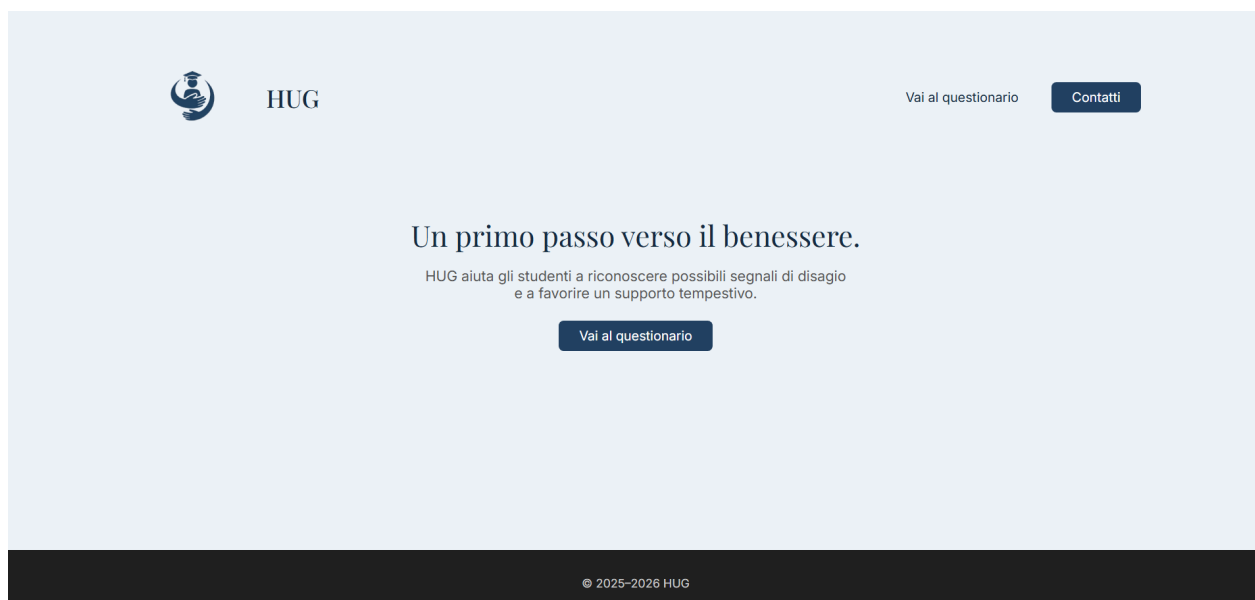 HUG
Vai al questionario
Contatti
Un primo passo verso il benessere.
HUG aiuta gli studenti a riconoscere possibili segnali di disagio
e a favorire un supporto tempestivo.
Vai al questionario
© 2025–2026 HUG